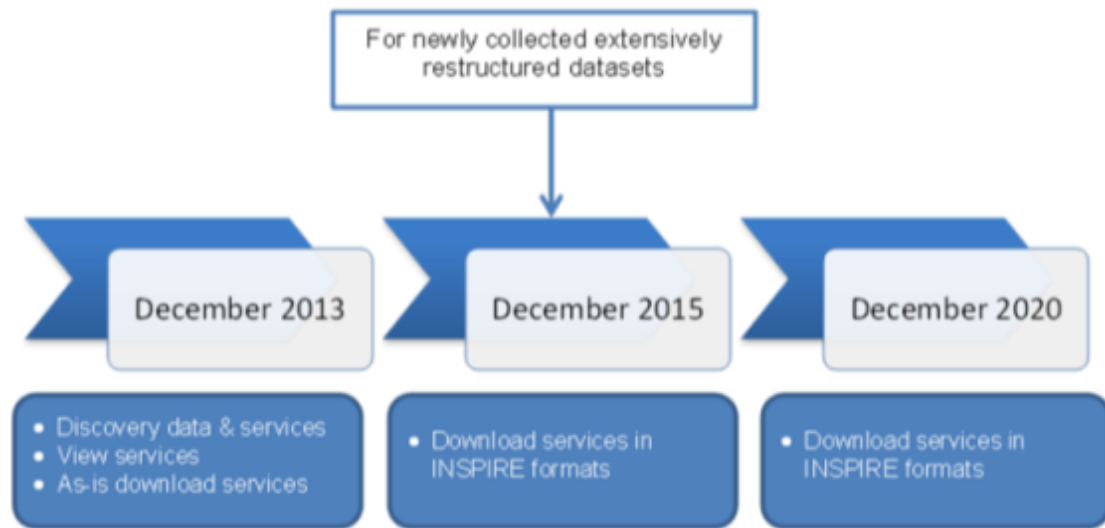 For newly collected extensively
restructured datasets
December 2013
December 2015
December 2020
• Discovery data & services
• View services
• As-is download services
• Download services in
INSPIRE formats
• Download services in
INSPIRE formats